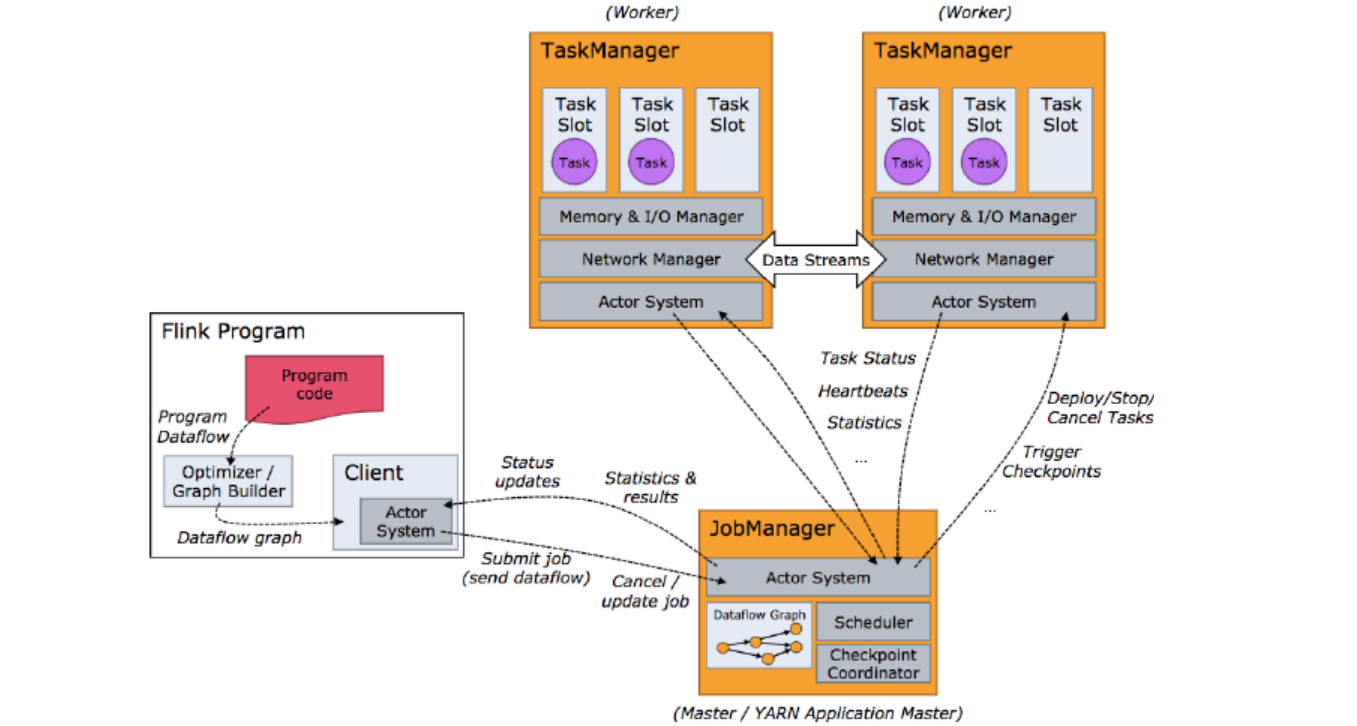 (Worker)
(Worker)
TaskManager
TaskManager
Task
Slot
Task
Task
Slot
Task
Task
Slot
Task
Slot
Task
Task
Slot
Task
Task
Slot
Memory & I/O Manager
Memory & I/O Manager
Network Manager
Data Streams
Network Manager
Actor System
Actor System
Flink Program
Program
code
Program
Dataflow
Optimizer /
Graph Builder
Dataflow graph
Client
Actor
System
Task Status
Heartbeats
Statistics
...
Deploy/Stop/
Cancel Tasks
Trigger
Checkpoints
...
Status
updates
Statistics &
results
Submit job
(send dataflow)
Cancel /
update job
JobManager
Actor System
Dataflow Graph
Scheduler
Checkpoint
Coordinator
(Master / YARN Application Master)